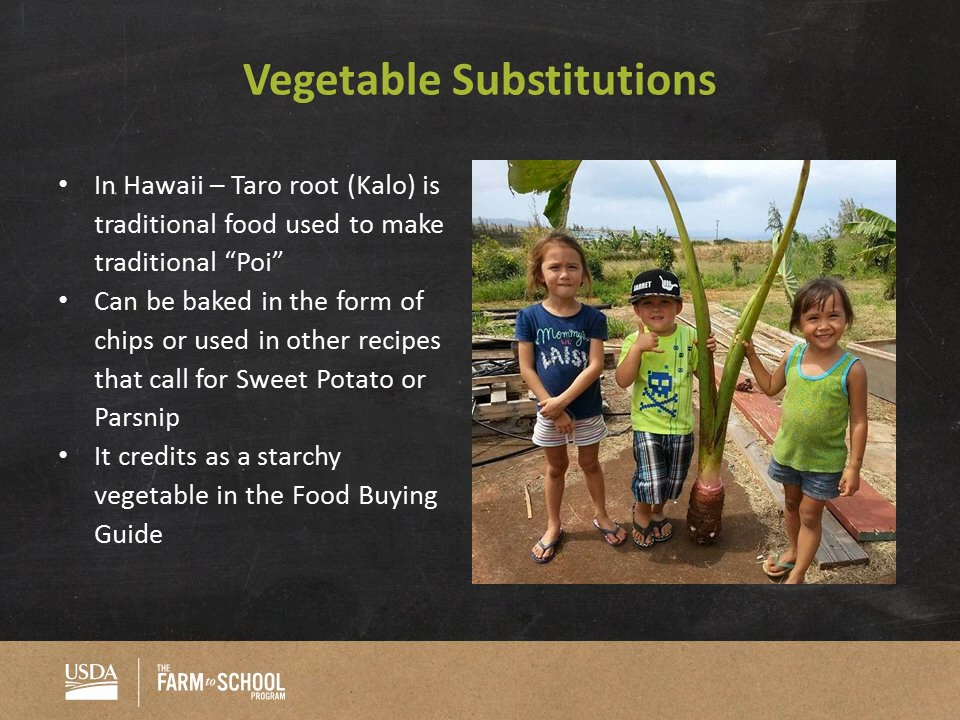 Vegetable Substitutions
• In Hawaii – Taro root (Kalo) is
traditional food used to make
traditional “Poi”
• Can be baked in the form of
chips or used in other recipes
that call for Sweet Potato or
Parsnip
• It credits as a starchy
vegetable in the Food Buying
Guide
Mommy's
LAISH
USDA
THE
FARM to SCHOOL
PROGRAM